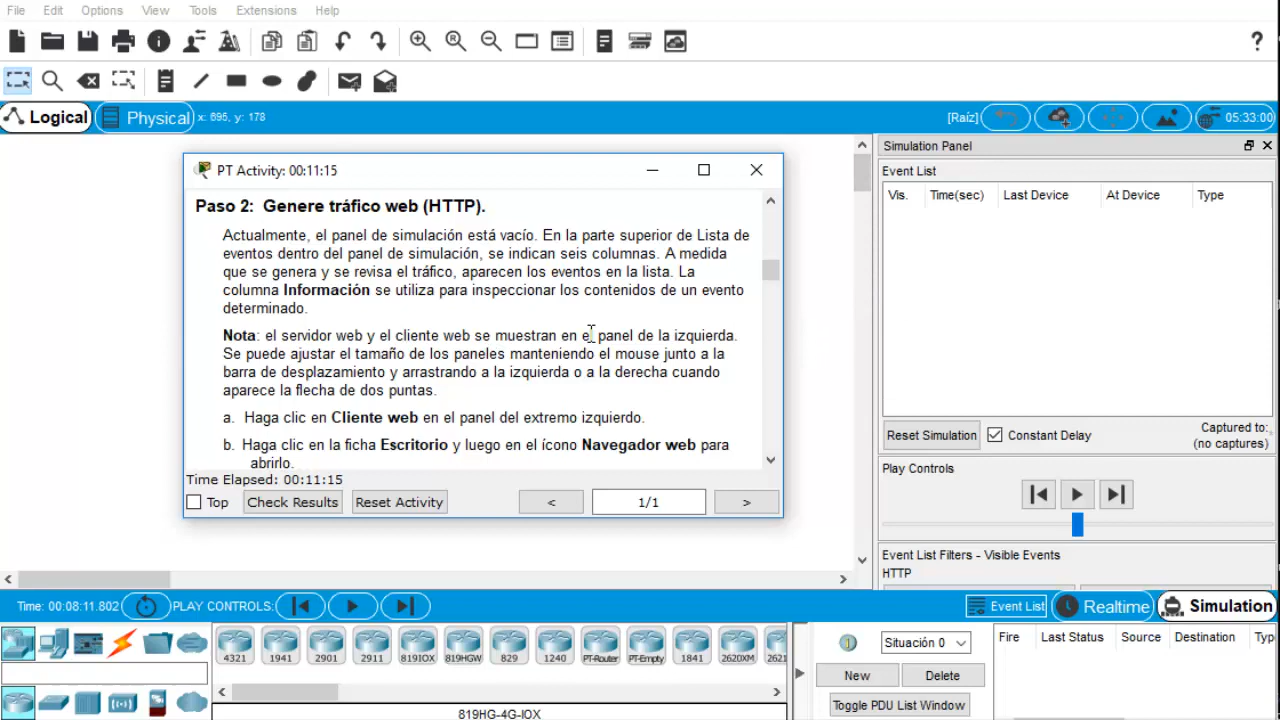 File Edit Options View Tools Extensions Help
?
Logical Physical x: 695, y: 178 [Raíz] 05:33:00
Simulation Panel
Event List
Vis. Time(sec) Last Device At Device Type
PT Activity: 00:11:15
Paso 2: Genere tráfico web (HTTP).
Actualmente, el panel de simulación está vacío. En la parte superior de Lista de
eventos dentro del panel de simulación, se indican seis columnas. A medida
que se genera y se revisa el tráfico, aparecen los eventos en la lista. La
columna Información se utiliza para inspeccionar los contenidos de un evento
determinado.
Nota: el servidor web y el cliente web se muestran en el panel de la izquierda.
Se puede ajustar el tamaño de los paneles manteniendo el mouse junto a la
barra de desplazamiento y arrastrando a la izquierda o a la derecha cuando
aparece la flecha de dos puntas.
a. Haga clic en Cliente web en el panel del extremo izquierdo.
b. Haga clic en la ficha Escritorio y luego en el ícono Navegador web para
abrirlo.
Time Elapsed: 00:11:15
Top Check Results Reset Activity < 1/1 >
Reset Simulation Constant Delay Captured to:
(no captures)
Play Controls
Event List Filters - Visible Events
HTTP
Time: 00:08:11.802 PLAY CONTROLS: Event List Realtime Simulation
4321 1941 2901 2911 819IOX 819HGW 829 1240 PT-Router PT-Empty 1841 2620XM 2621
819HG-4G-IOX
Situación 0
New Delete
Toggle PDU List Window
Fire Last Status Source Destination Typ